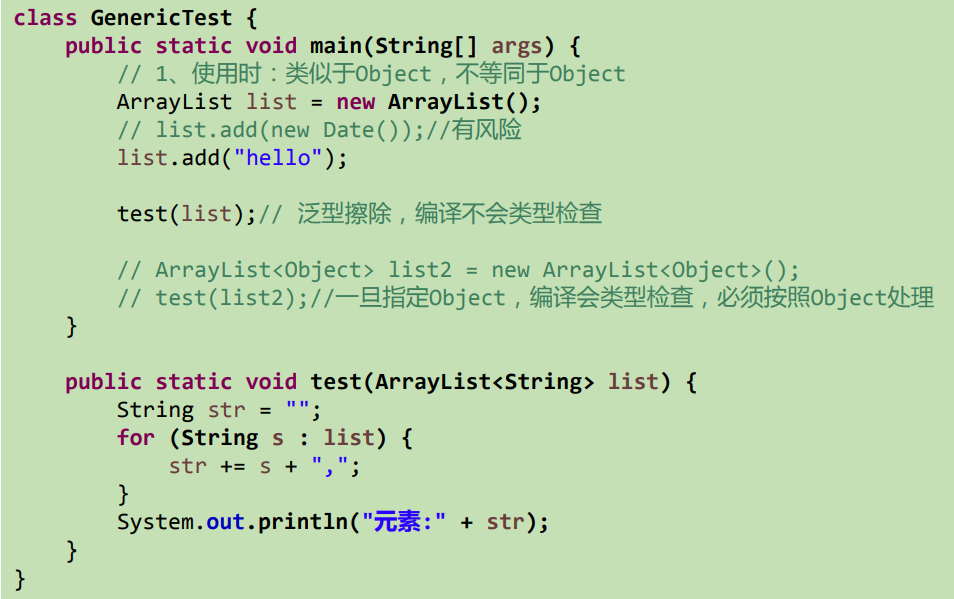 class GenericTest {
    public static void main(String[] args) {
        // 1、使用时：类似于Object，不等同于Object
        ArrayList list = new ArrayList();
        // list.add(new Date());//有风险
        list.add("hello");

        test(list);// 泛型擦除，编译不会类型检查

        // ArrayList<Object> list2 = new ArrayList<Object>();
        // test(list2);//一旦指定Object，编译会类型检查，必须按照Object处理
    }

    public static void test(ArrayList<String> list) {
        String str = "";
        for (String s : list) {
            str += s + ",";
        }
        System.out.println("元素:" + str);
    }
}